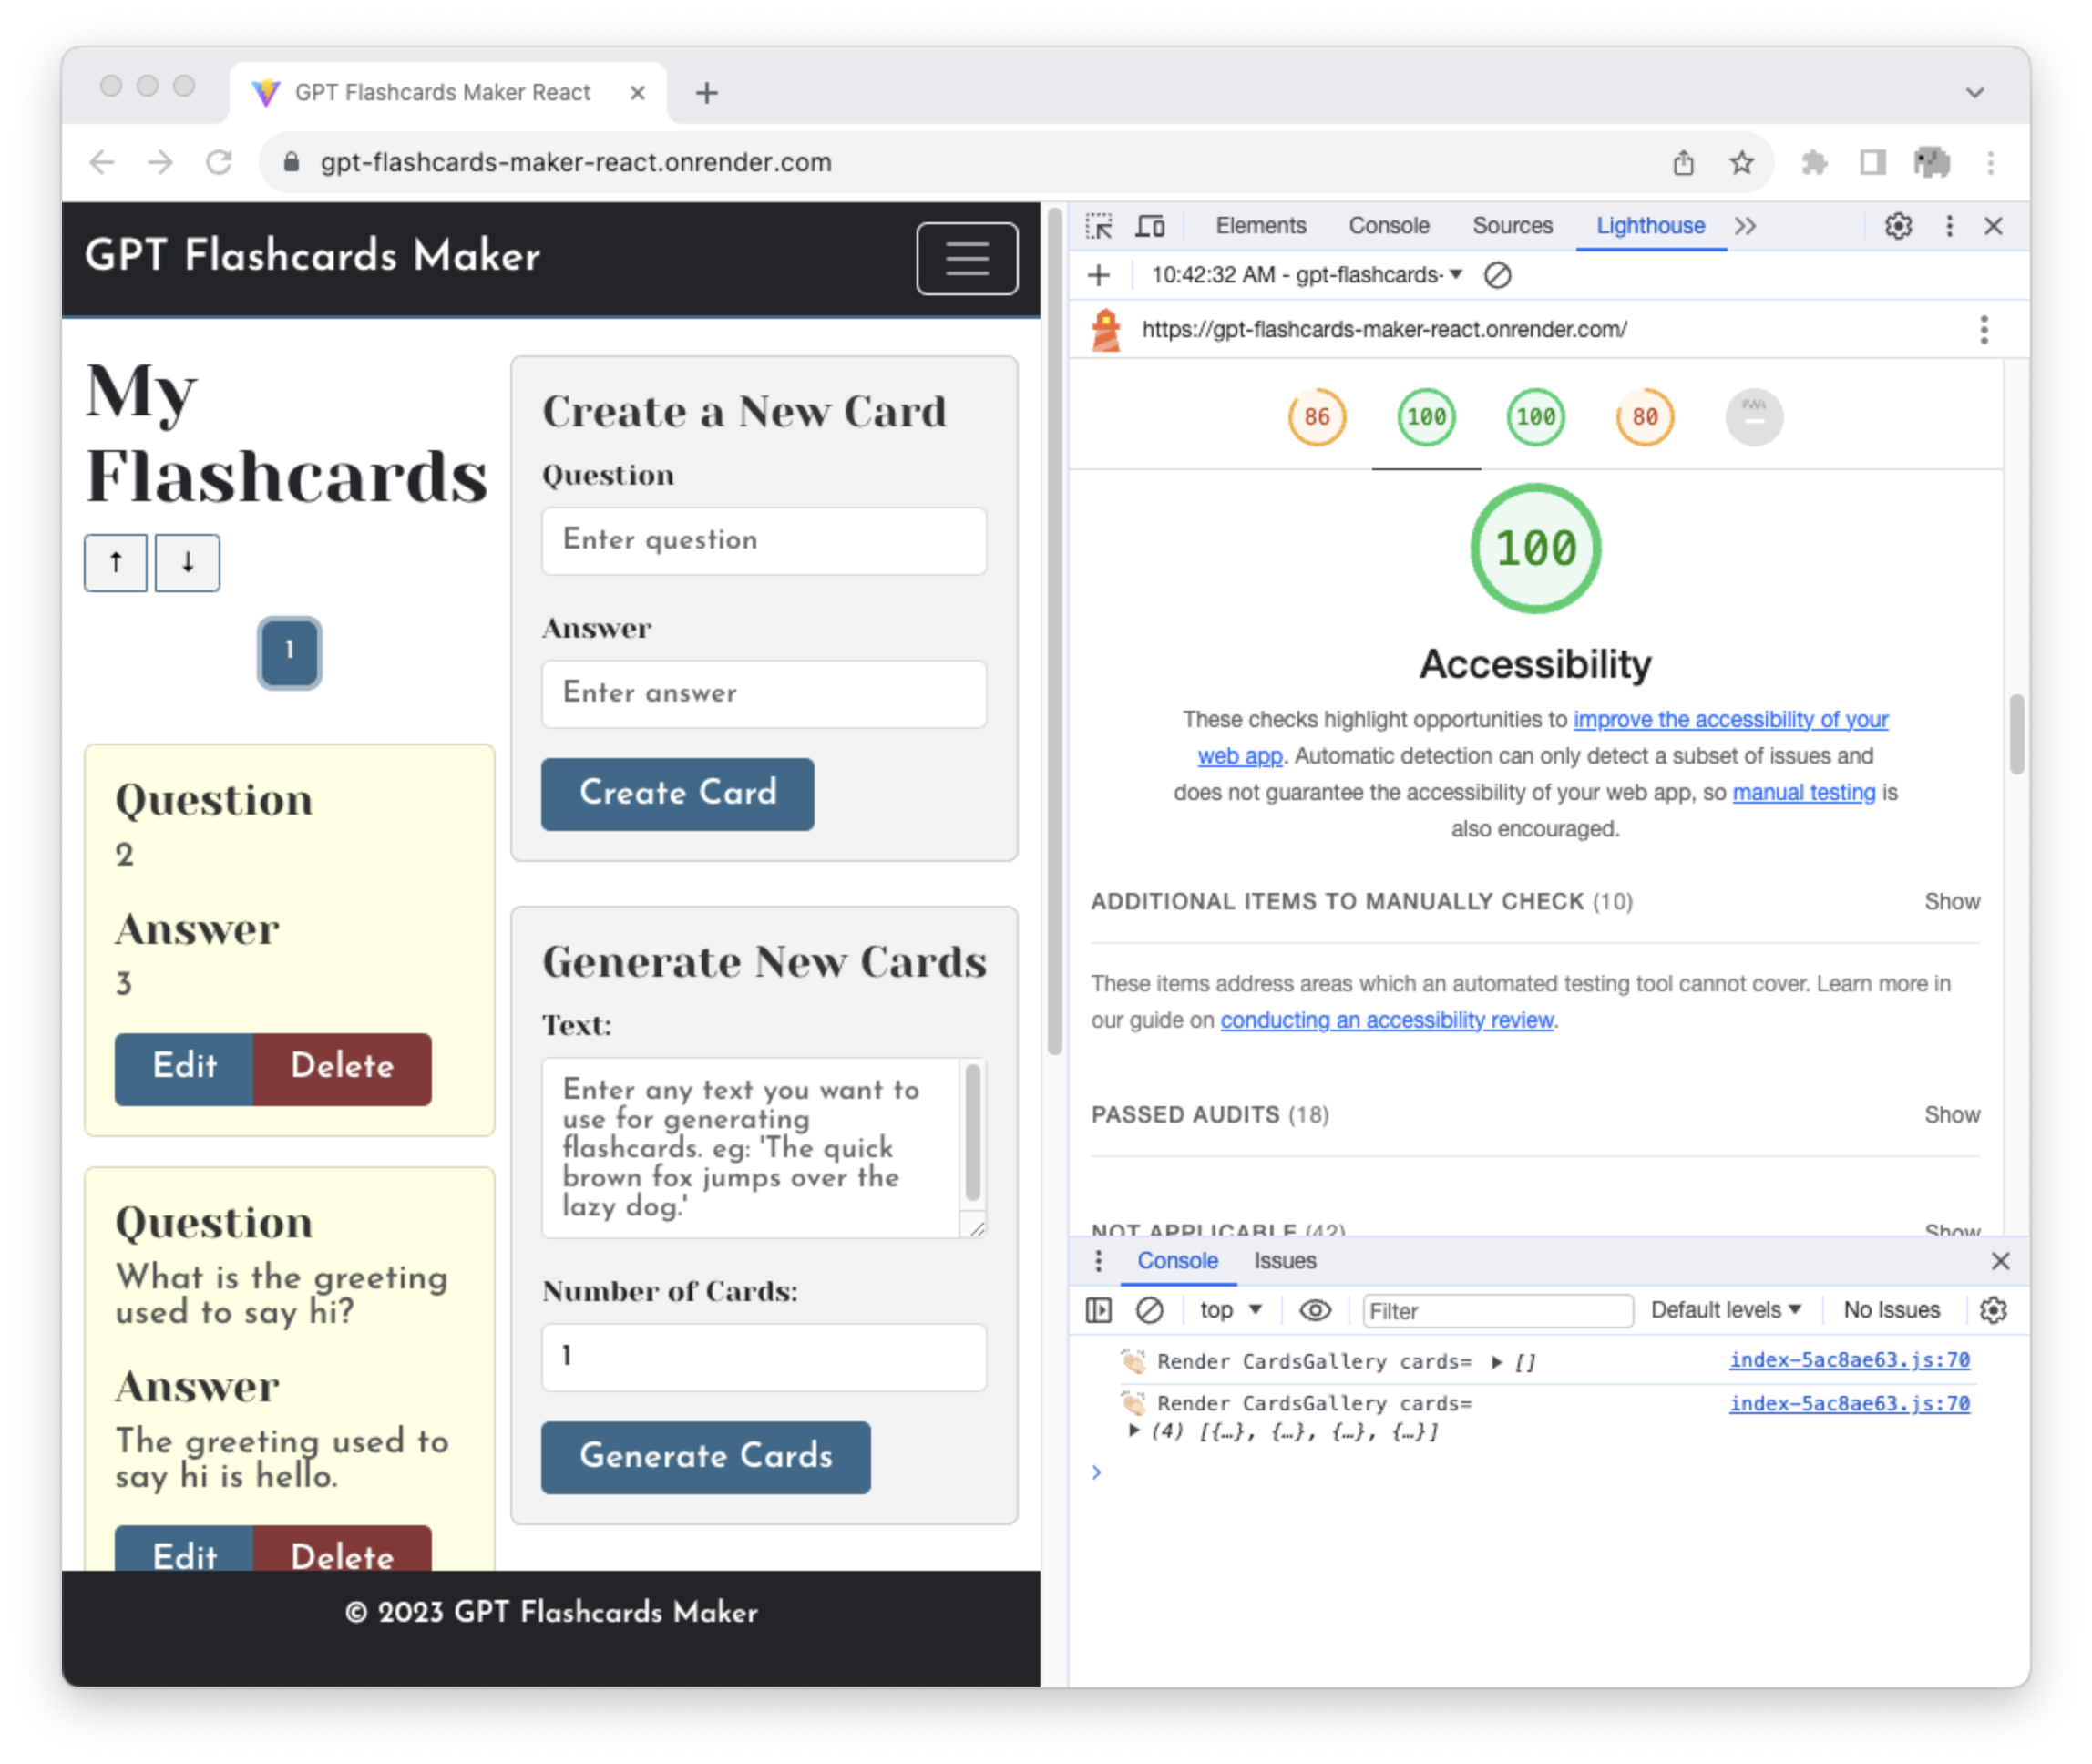 GPT Flashcards Maker React
gpt-flashcards-maker-react.onrender.com
GPT Flashcards Maker
My
Flashcards
↑ ↓
1
Question
2
Answer
3
Edit Delete
Question
What is the greeting
used to say hi?
Answer
The greeting used to
say hi is hello.
Edit Delete
Create a New Card
Question
Enter question
Answer
Enter answer
Create Card
Generate New Cards
Text:
Enter any text you want to
use for generating
flashcards. eg: 'The quick
brown fox jumps over the
lazy dog.'
Number of Cards:
1
Generate Cards
© 2023 GPT Flashcards Maker
Elements Console Sources Lighthouse
10:42:32 AM - gpt-flashcards-
https://gpt-flashcards-maker-react.onrender.com/
86 100 100 80 PWA
100
Accessibility
These checks highlight opportunities to improve the accessibility of your
web app. Automatic detection can only detect a subset of issues and
does not guarantee the accessibility of your web app, so manual testing is
also encouraged.
ADDITIONAL ITEMS TO MANUALLY CHECK (10) Show
These items address areas which an automated testing tool cannot cover. Learn more in
our guide on conducting an accessibility review.
PASSED AUDITS (18) Show
NOT APPLICABLE (42) Show
Console Issues
top Filter Default levels No Issues
👏🏻 Render CardsGallery cards= ▶ [] index-5ac8ae63.js:70
👏🏻 Render CardsGallery cards= index-5ac8ae63.js:70
▶ (4) [{…}, {…}, {…}, {…}]